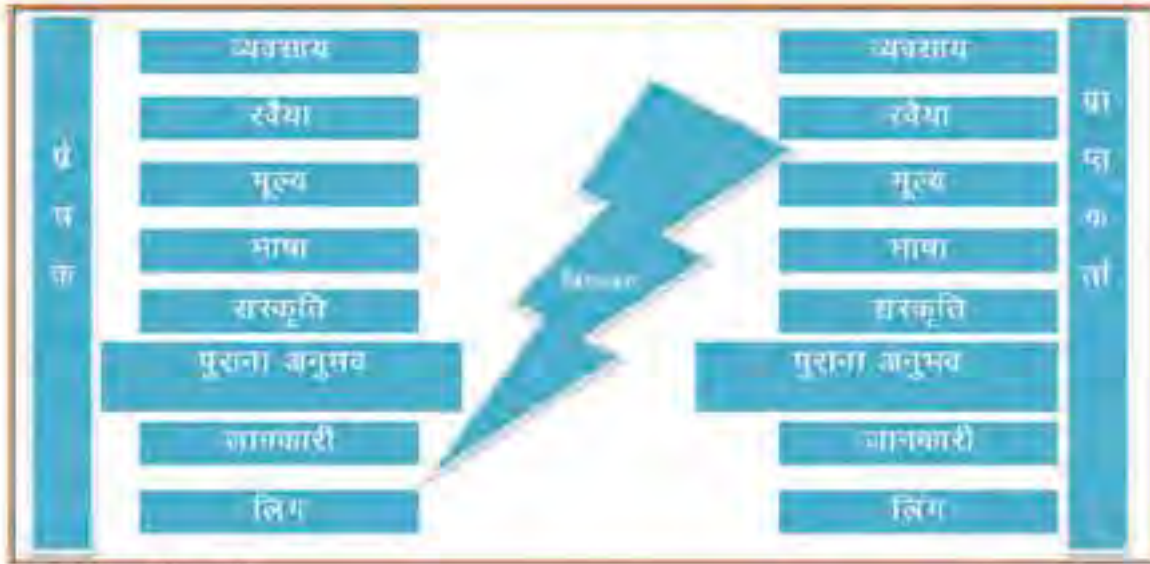 प्रेषक
व्यवसाय
रवैया
मूल्य
भाषा
संस्कृति
पुराना अनुभव
जानकारी
लिंग
व्यवसाय
रवैया
मूल्य
भाषा
संस्कृति
पुराना अनुभव
जानकारी
लिंग
प्राप्तकर्ता